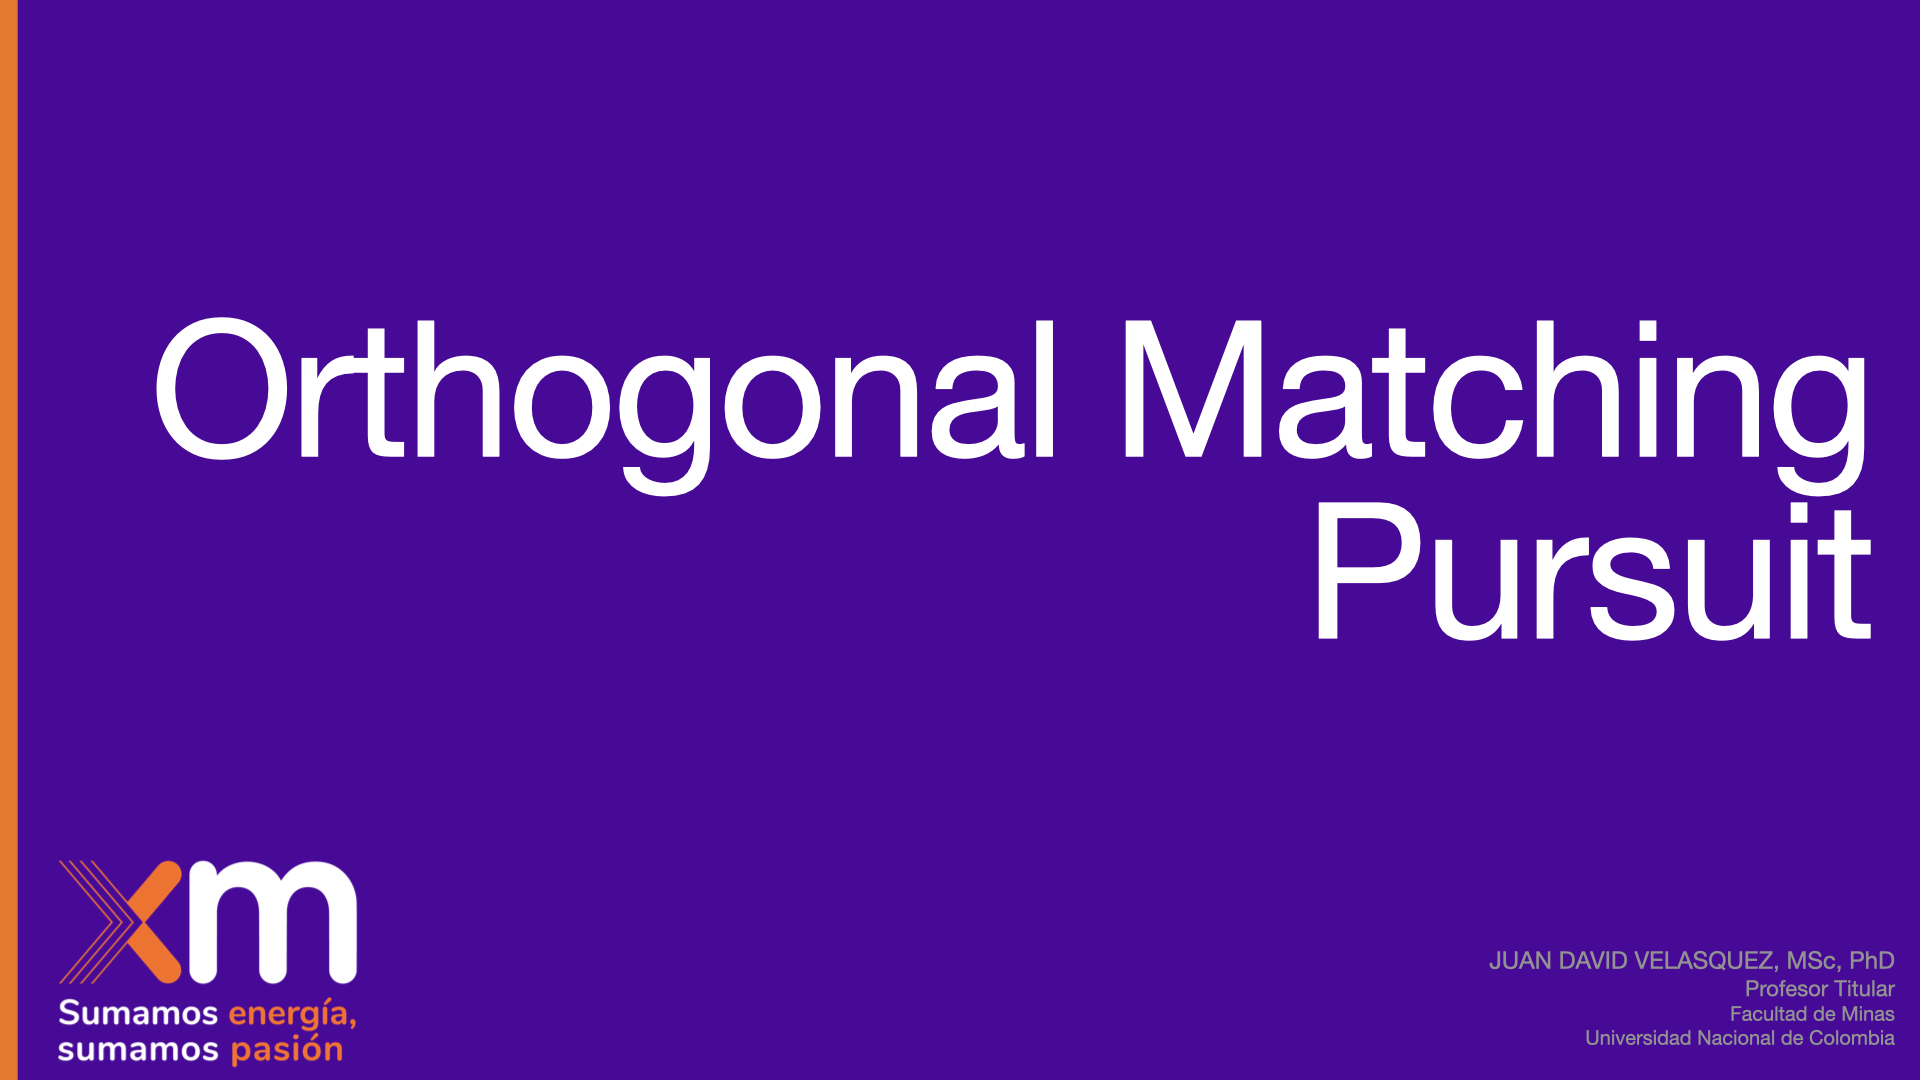 Orthogonal Matching
Pursuit
xm
Sumamos energía,
sumamos pasión
JUAN DAVID VELASQUEZ, MSc, PhD
Profesor Titular
Facultad de Minas
Universidad Nacional de Colombia